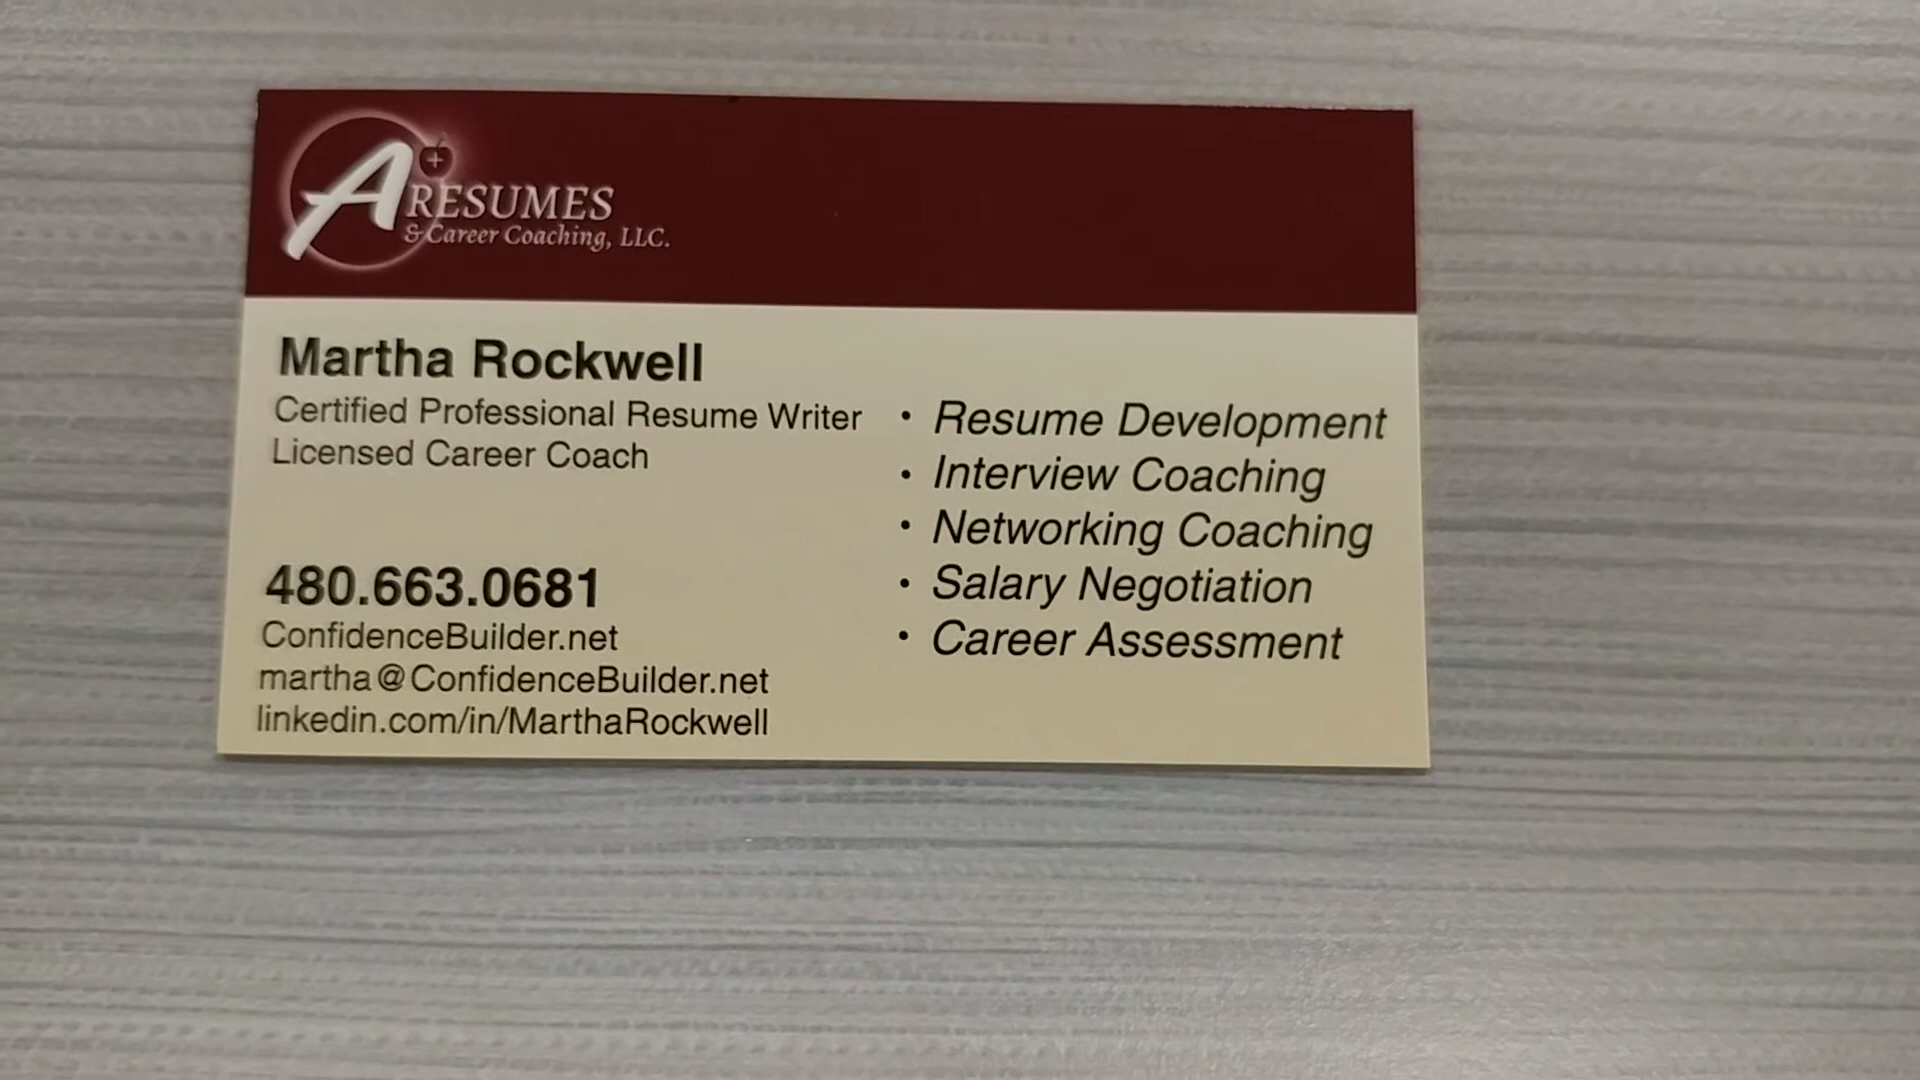 A+ RESUMES
& Career Coaching, LLC.
Martha Rockwell
Certified Professional Resume Writer
Licensed Career Coach
480.663.0681
ConfidenceBuilder.net
martha@ConfidenceBuilder.net
linkedin.com/in/MarthaRockwell
• Resume Development
• Interview Coaching
• Networking Coaching
• Salary Negotiation
• Career Assessment